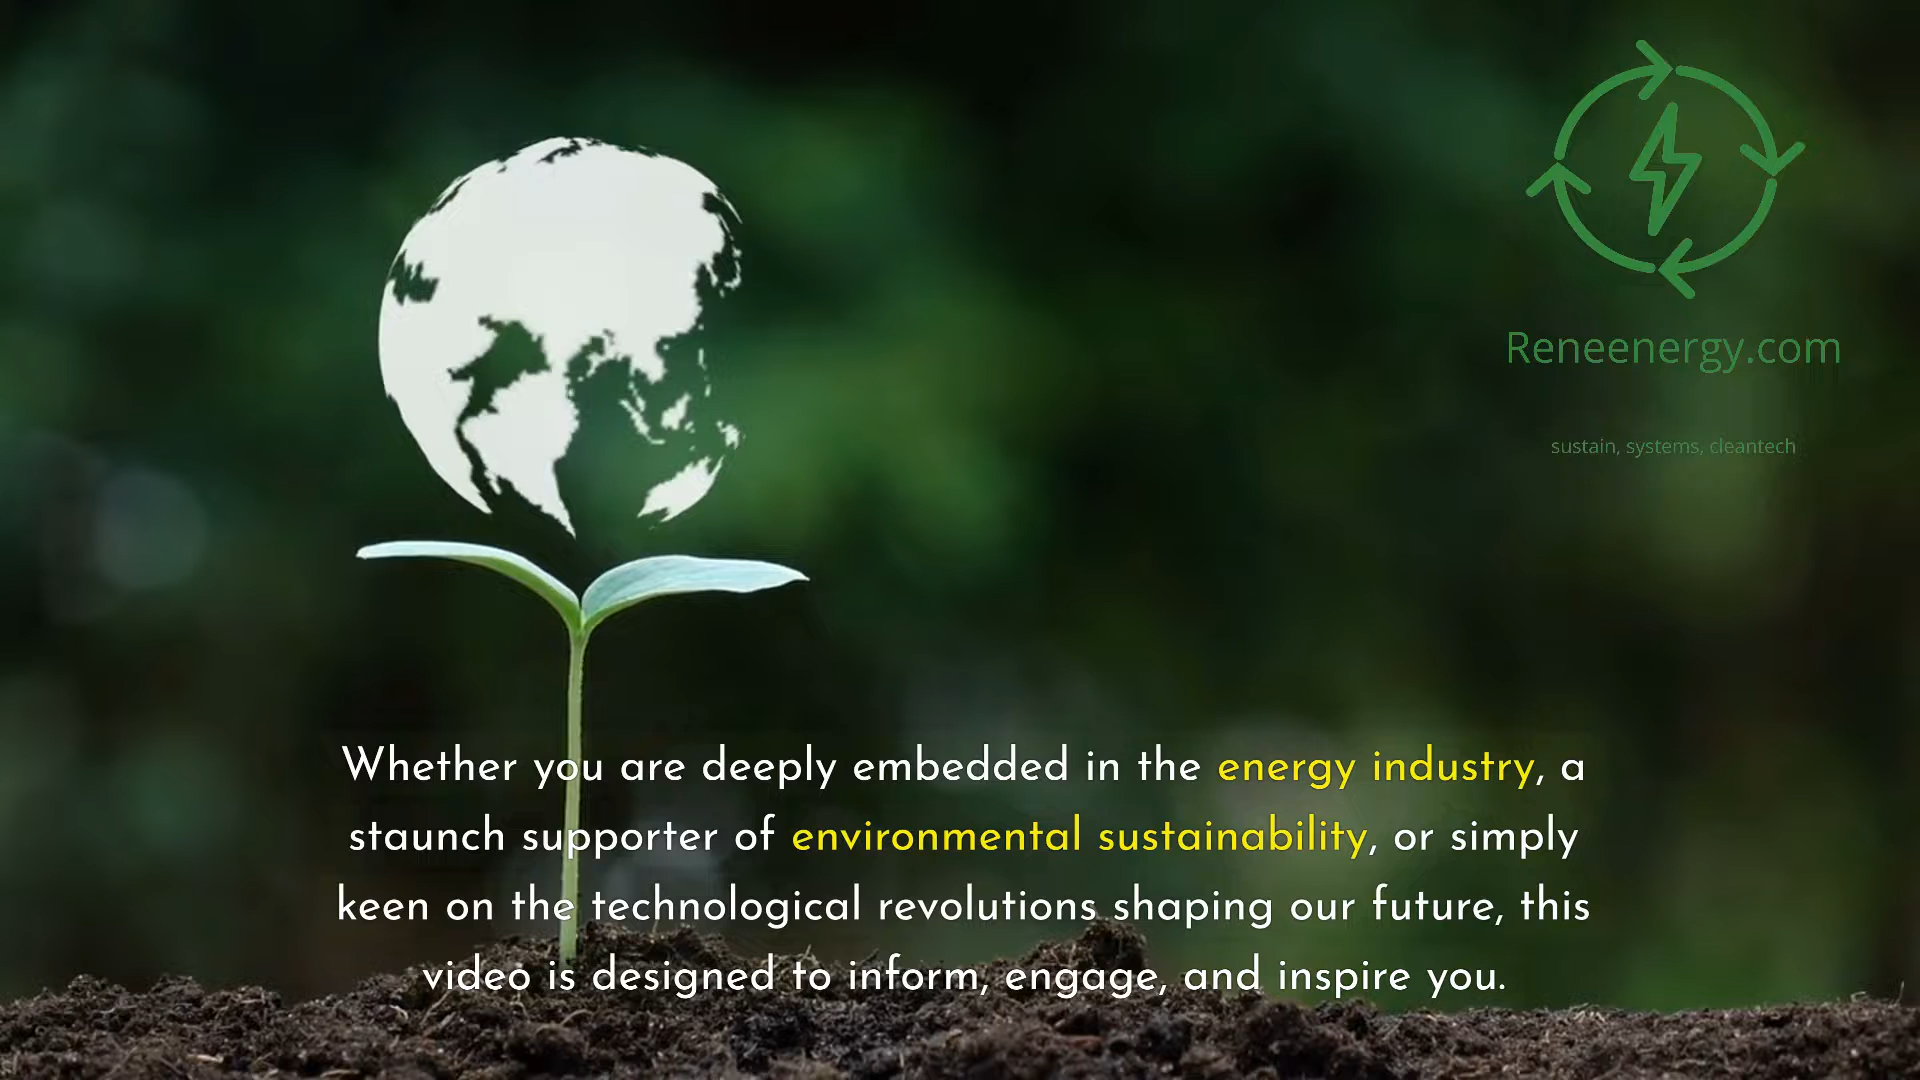 Reneenergy.com
sustain, systems, cleantech
Whether you are deeply embedded in the energy industry, a
staunch supporter of environmental sustainability, or simply
keen on the technological revolutions shaping our future, this
video is designed to inform, engage, and inspire you.